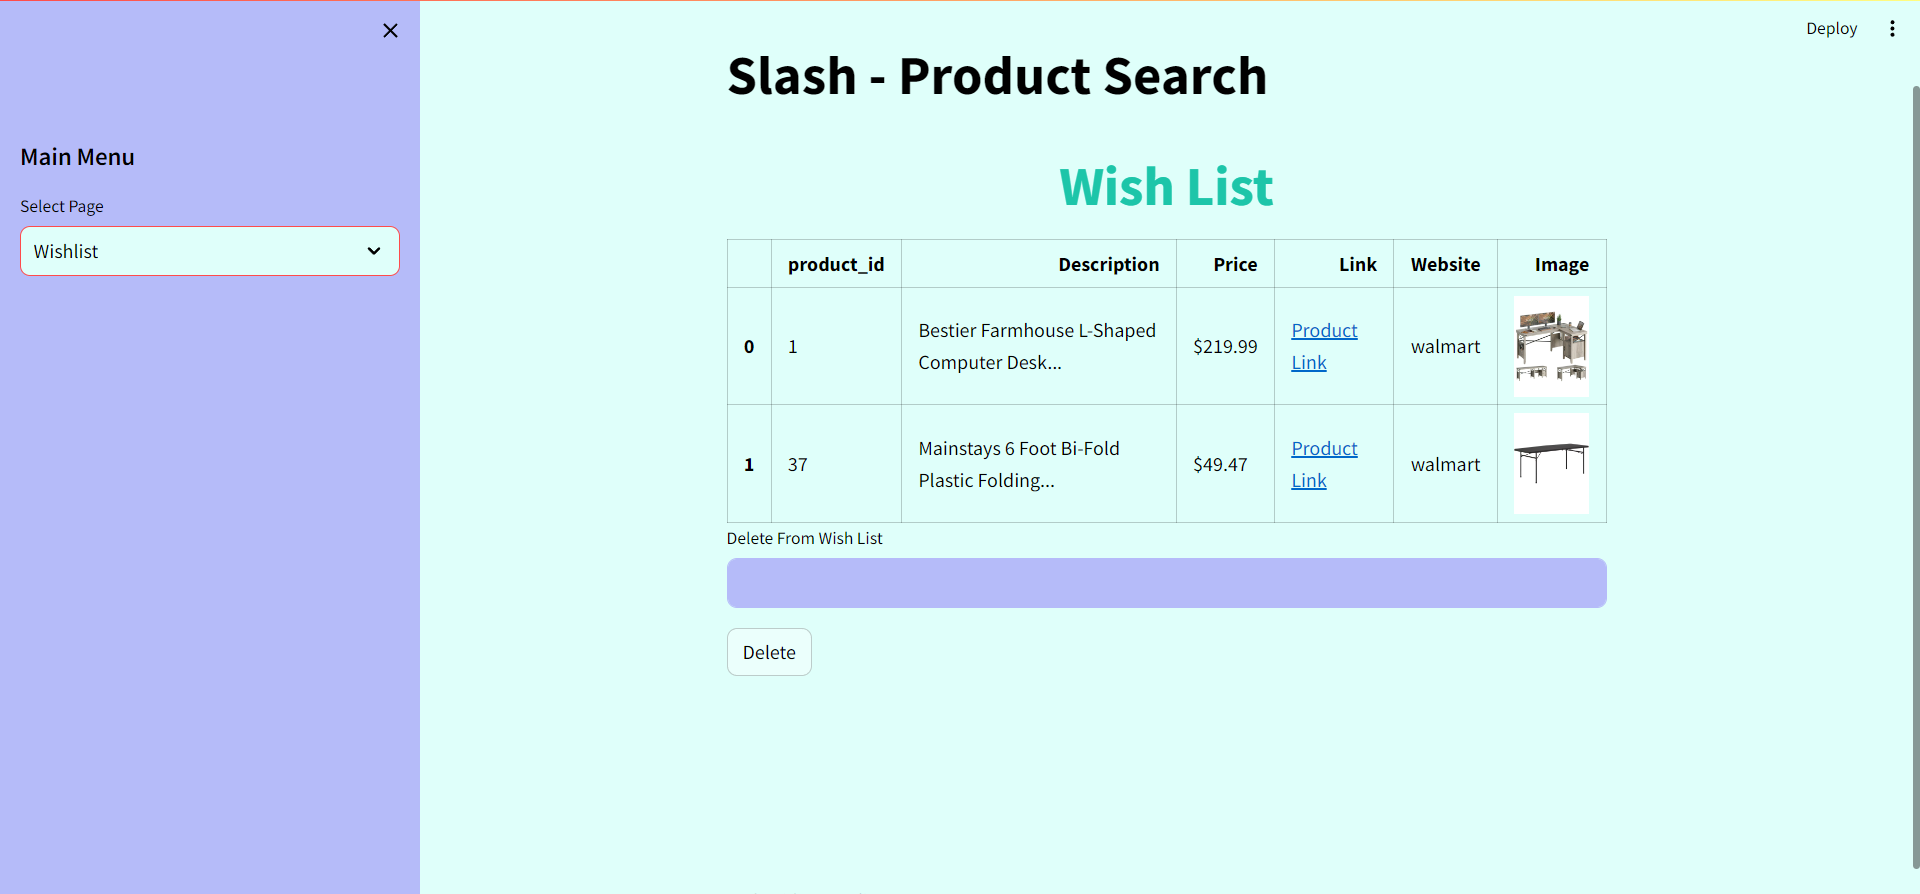 Deploy
Slash - Product Search
Main Menu
Select Page
Wishlist
Wish List
product_id Description Price Link Website Image
0 1 Bestier Farmhouse L-Shaped Computer Desk... $219.99 Product Link walmart
1 37 Mainstays 6 Foot Bi-Fold Plastic Folding... $49.47 Product Link walmart
Delete From Wish List
Delete